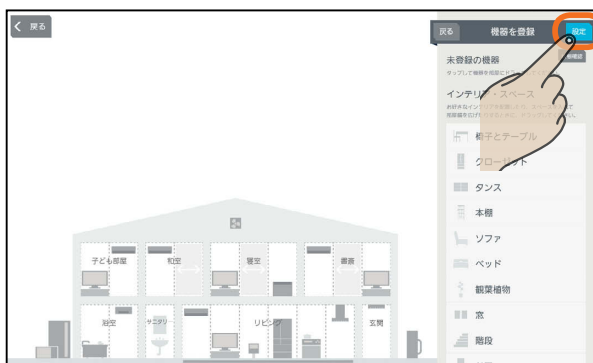 戻る
戻る 機器を登録 設定
未登録の機器
インテリア・スペース
椅子とテーブル
クローゼット
タンス
本棚
ソファ
ベッド
観葉植物
窓
階段
子ども部屋 和室 寝室 書斎
浴室 サニタリー リビング 玄関